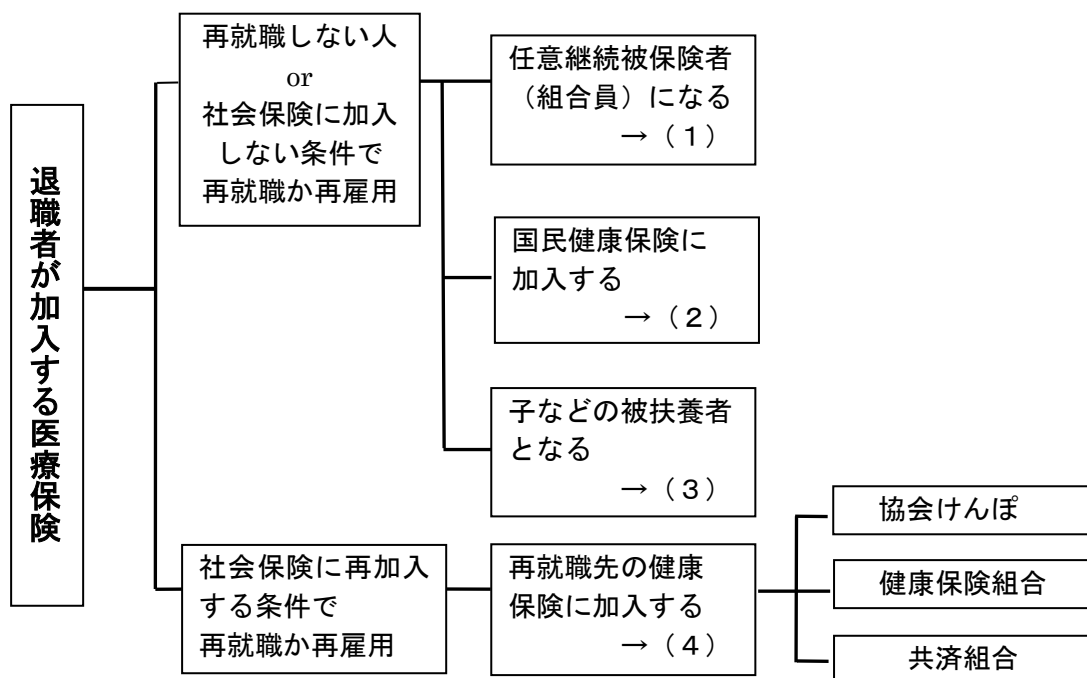 退職者が加入する医療保険
再就職しない人
or
社会保険に加入
しない条件で
再就職か再雇用
任意継続被保険者
（組合員）になる
→（１）
国民健康保険に
加入する
→（２）
子などの被扶養者
となる
→（３）
社会保険に再加入
する条件で
再就職か再雇用
再就職先の健康
保険に加入する
→（４）
協会けんぽ
健康保険組合
共済組合